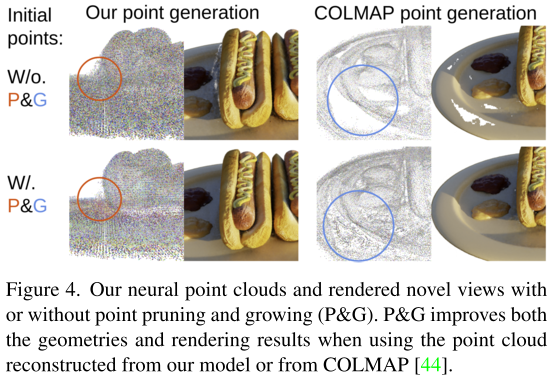 Initial points:
Our point generation
COLMAP point generation
W/o. P&G
W/. P&G
Figure 4. Our neural point clouds and rendered novel views with
or without point pruning and growing (P&G). P&G improves both
the geometries and rendering results when using the point cloud
reconstructed from our model or from COLMAP [44].